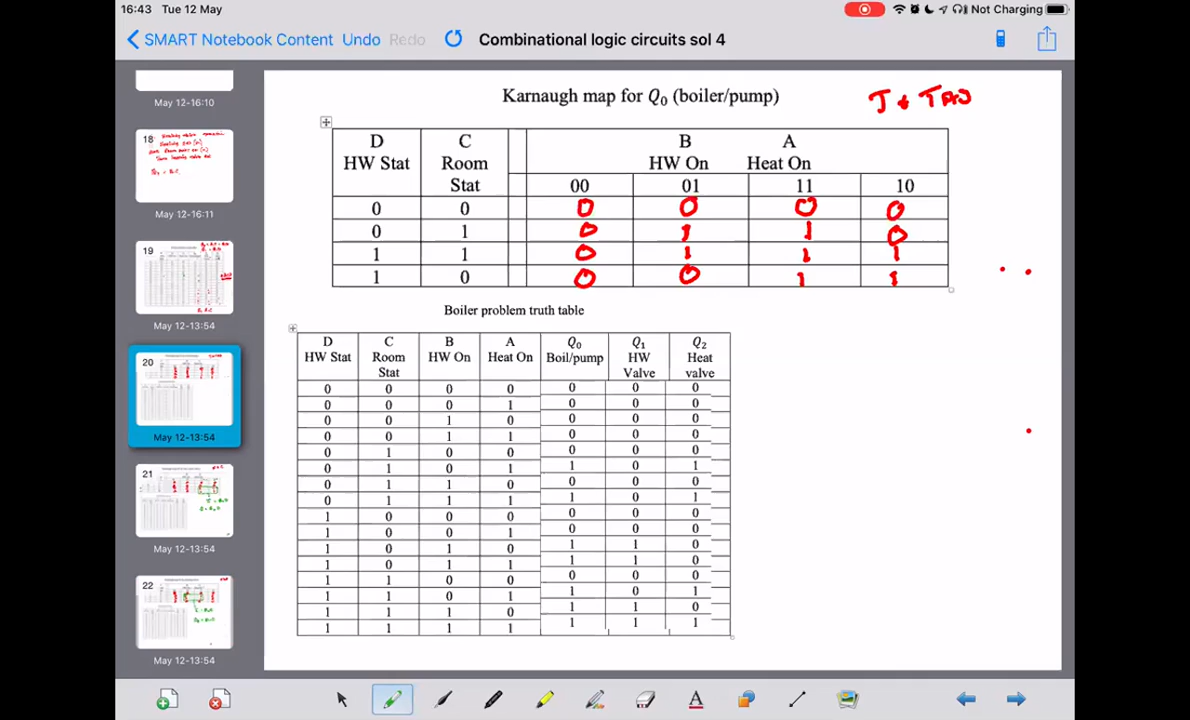 16:43 Tue 12 May
Not Charging
SMART Notebook Content Undo Redo
Combinational logic circuits sol 4
May 12-16:10
18
May 12-16:11
19
May 12-13:54
20
May 12-13:54
21
May 12-13:54
22
May 12-13:54
Karnaugh map for Q0 (boiler/pump)
D C B A
HW Stat Room HW On Heat On
Stat 00 01 11 10
0 0 0 0 0 0
0 1 0 1 1 0
1 1 0 1 1 1
1 0 0 0 1 1
Boiler problem truth table
D C B A Q0 Q1 Q2
HW Stat Room HW On Heat On Boil/pump HW Heat
Stat Valve valve
0 0 0 0 0 0 0
0 0 0 1 0 0 0
0 0 1 0 0 0 0
0 0 1 1 0 0 0
0 1 0 0 0 0 0
0 1 0 1 1 0 1
0 1 1 0 0 0 0
0 1 1 1 1 0 1
1 0 0 0 0 0 0
1 0 0 1 0 0 0
1 0 1 0 1 1 0
1 0 1 1 1 1 0
1 1 0 0 0 0 0
1 1 0 1 1 0 1
1 1 1 0 1 1 0
1 1 1 1 1 1 1